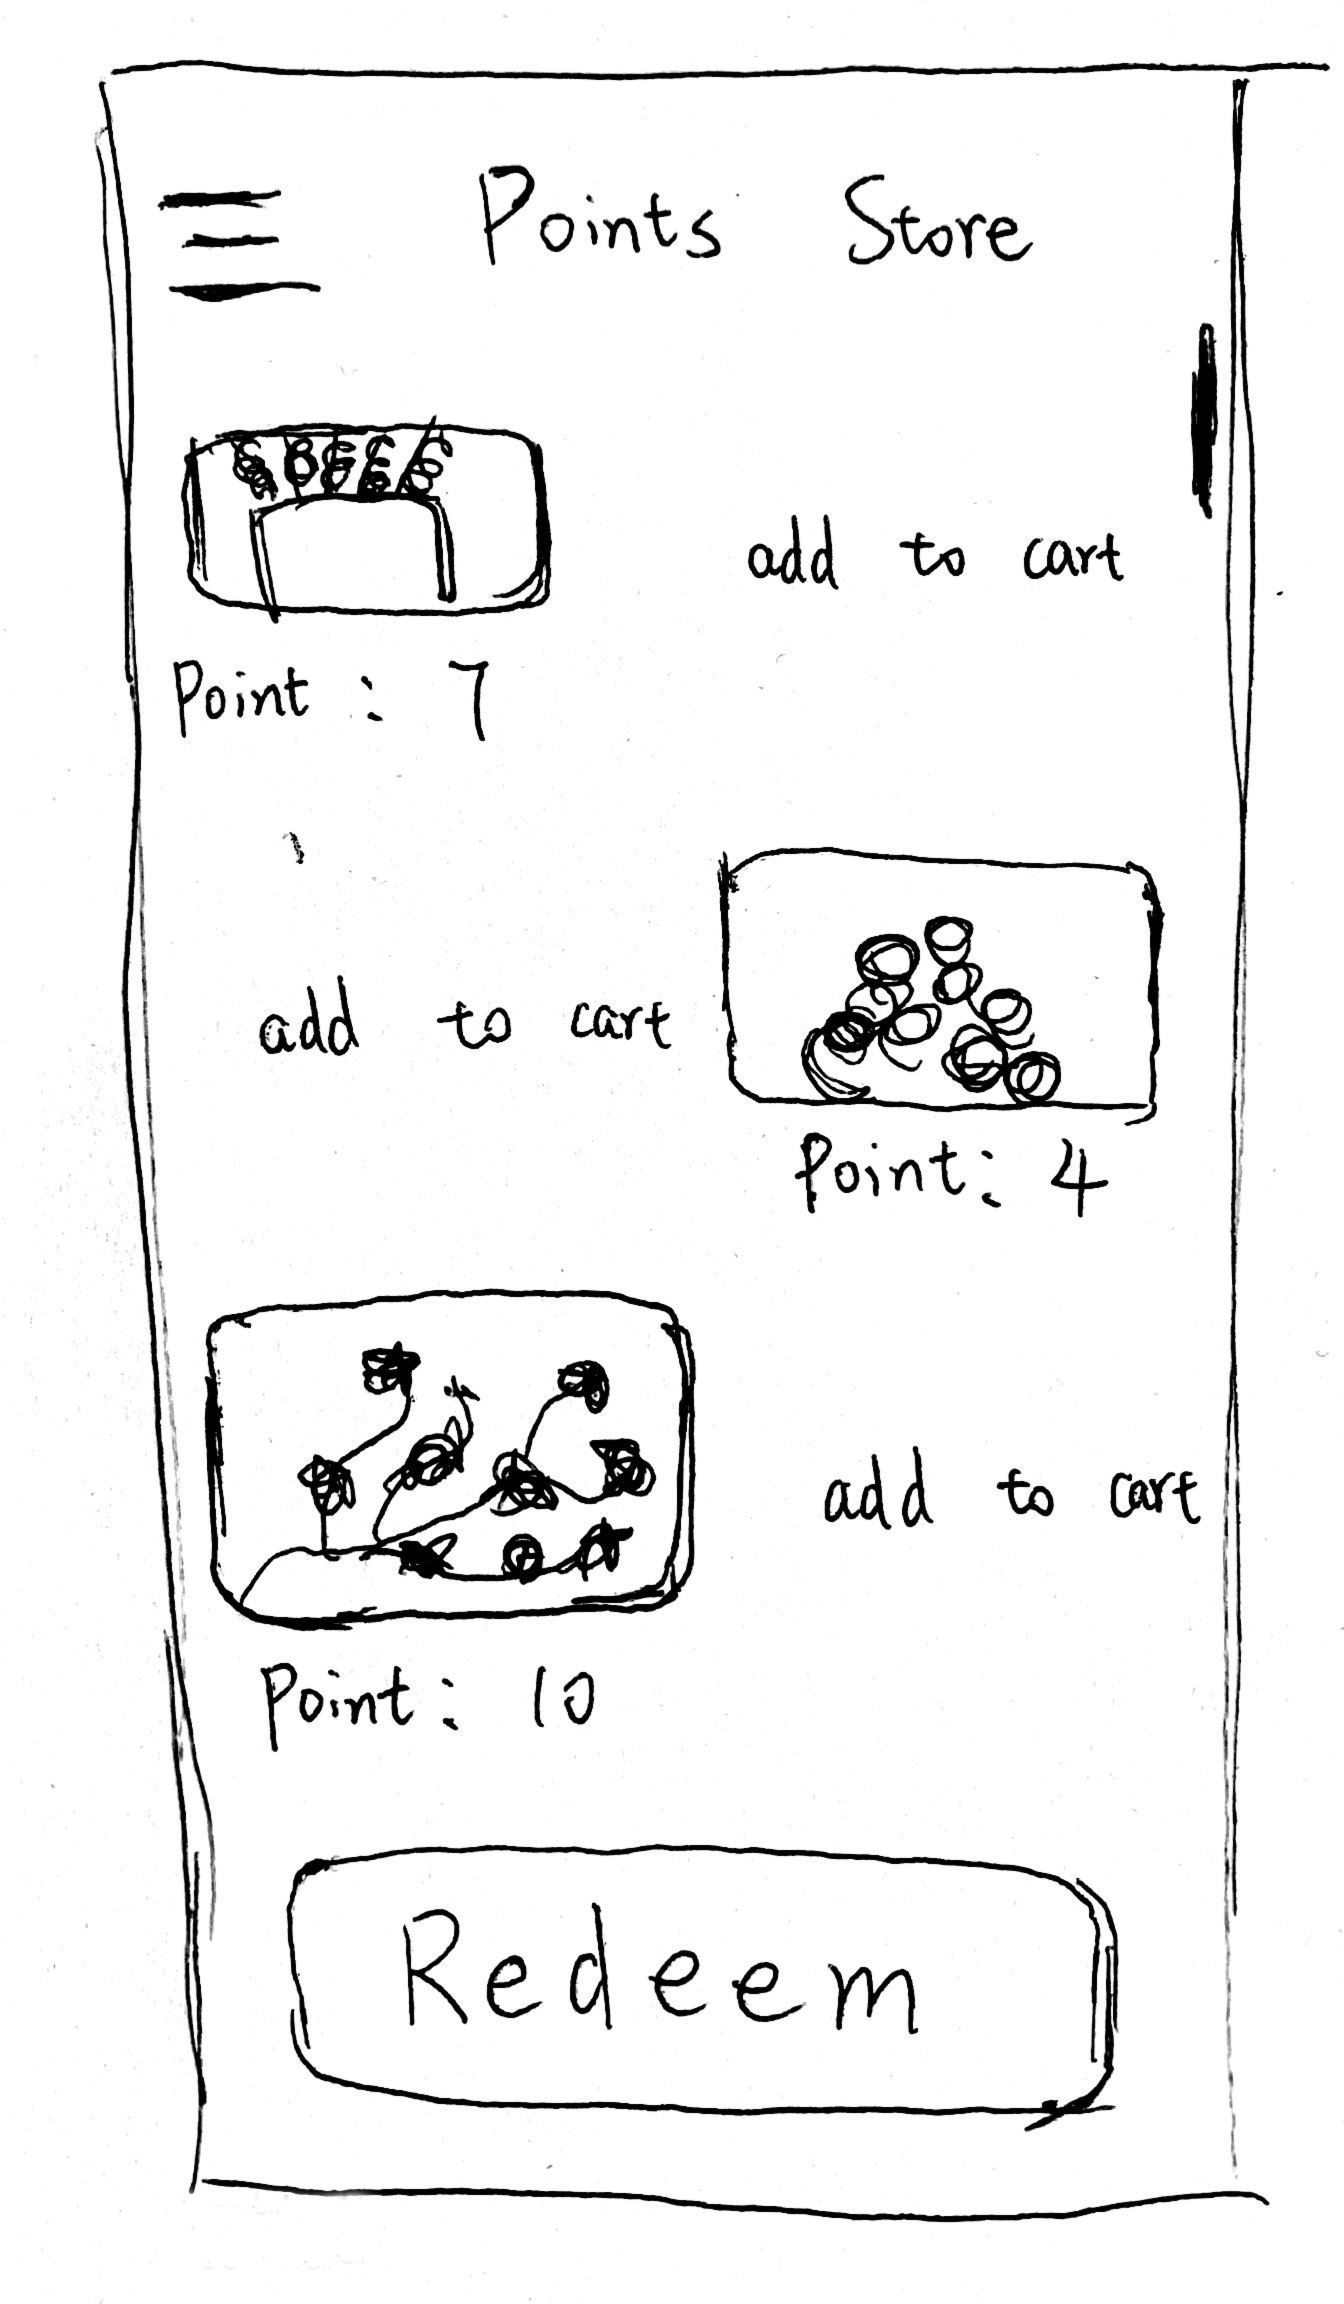 Points Store
add to cart
Point : 7
add to cart
Point: 4
add to cart
Point: 10
Redeem